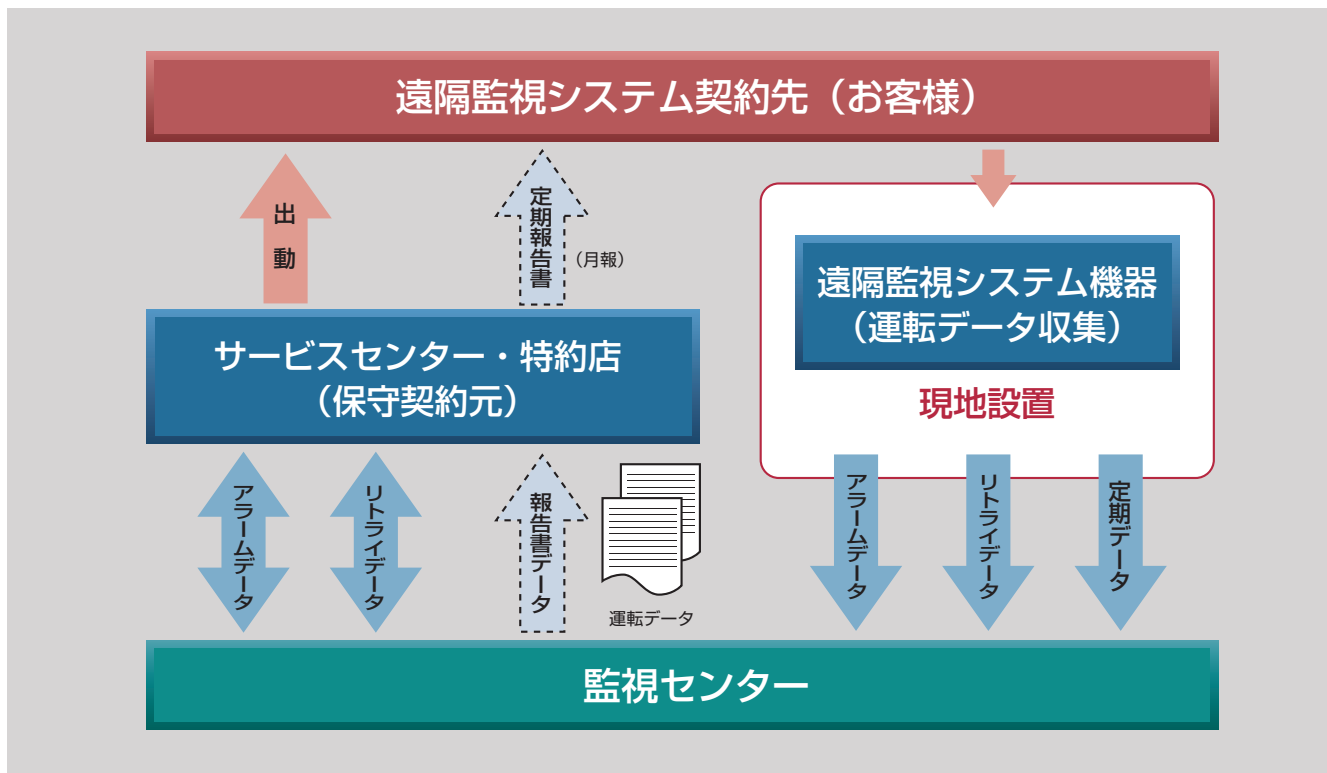 遠隔監視システム契約先（お客様）
出動
定期報告書
（月報）
遠隔監視システム機器
（運転データ収集）
現地設置
サービスセンター・特約店
（保守契約元）
アラームデータ
リトライデータ
報告書データ
運転データ
アラームデータ
リトライデータ
定期データ
監視センター